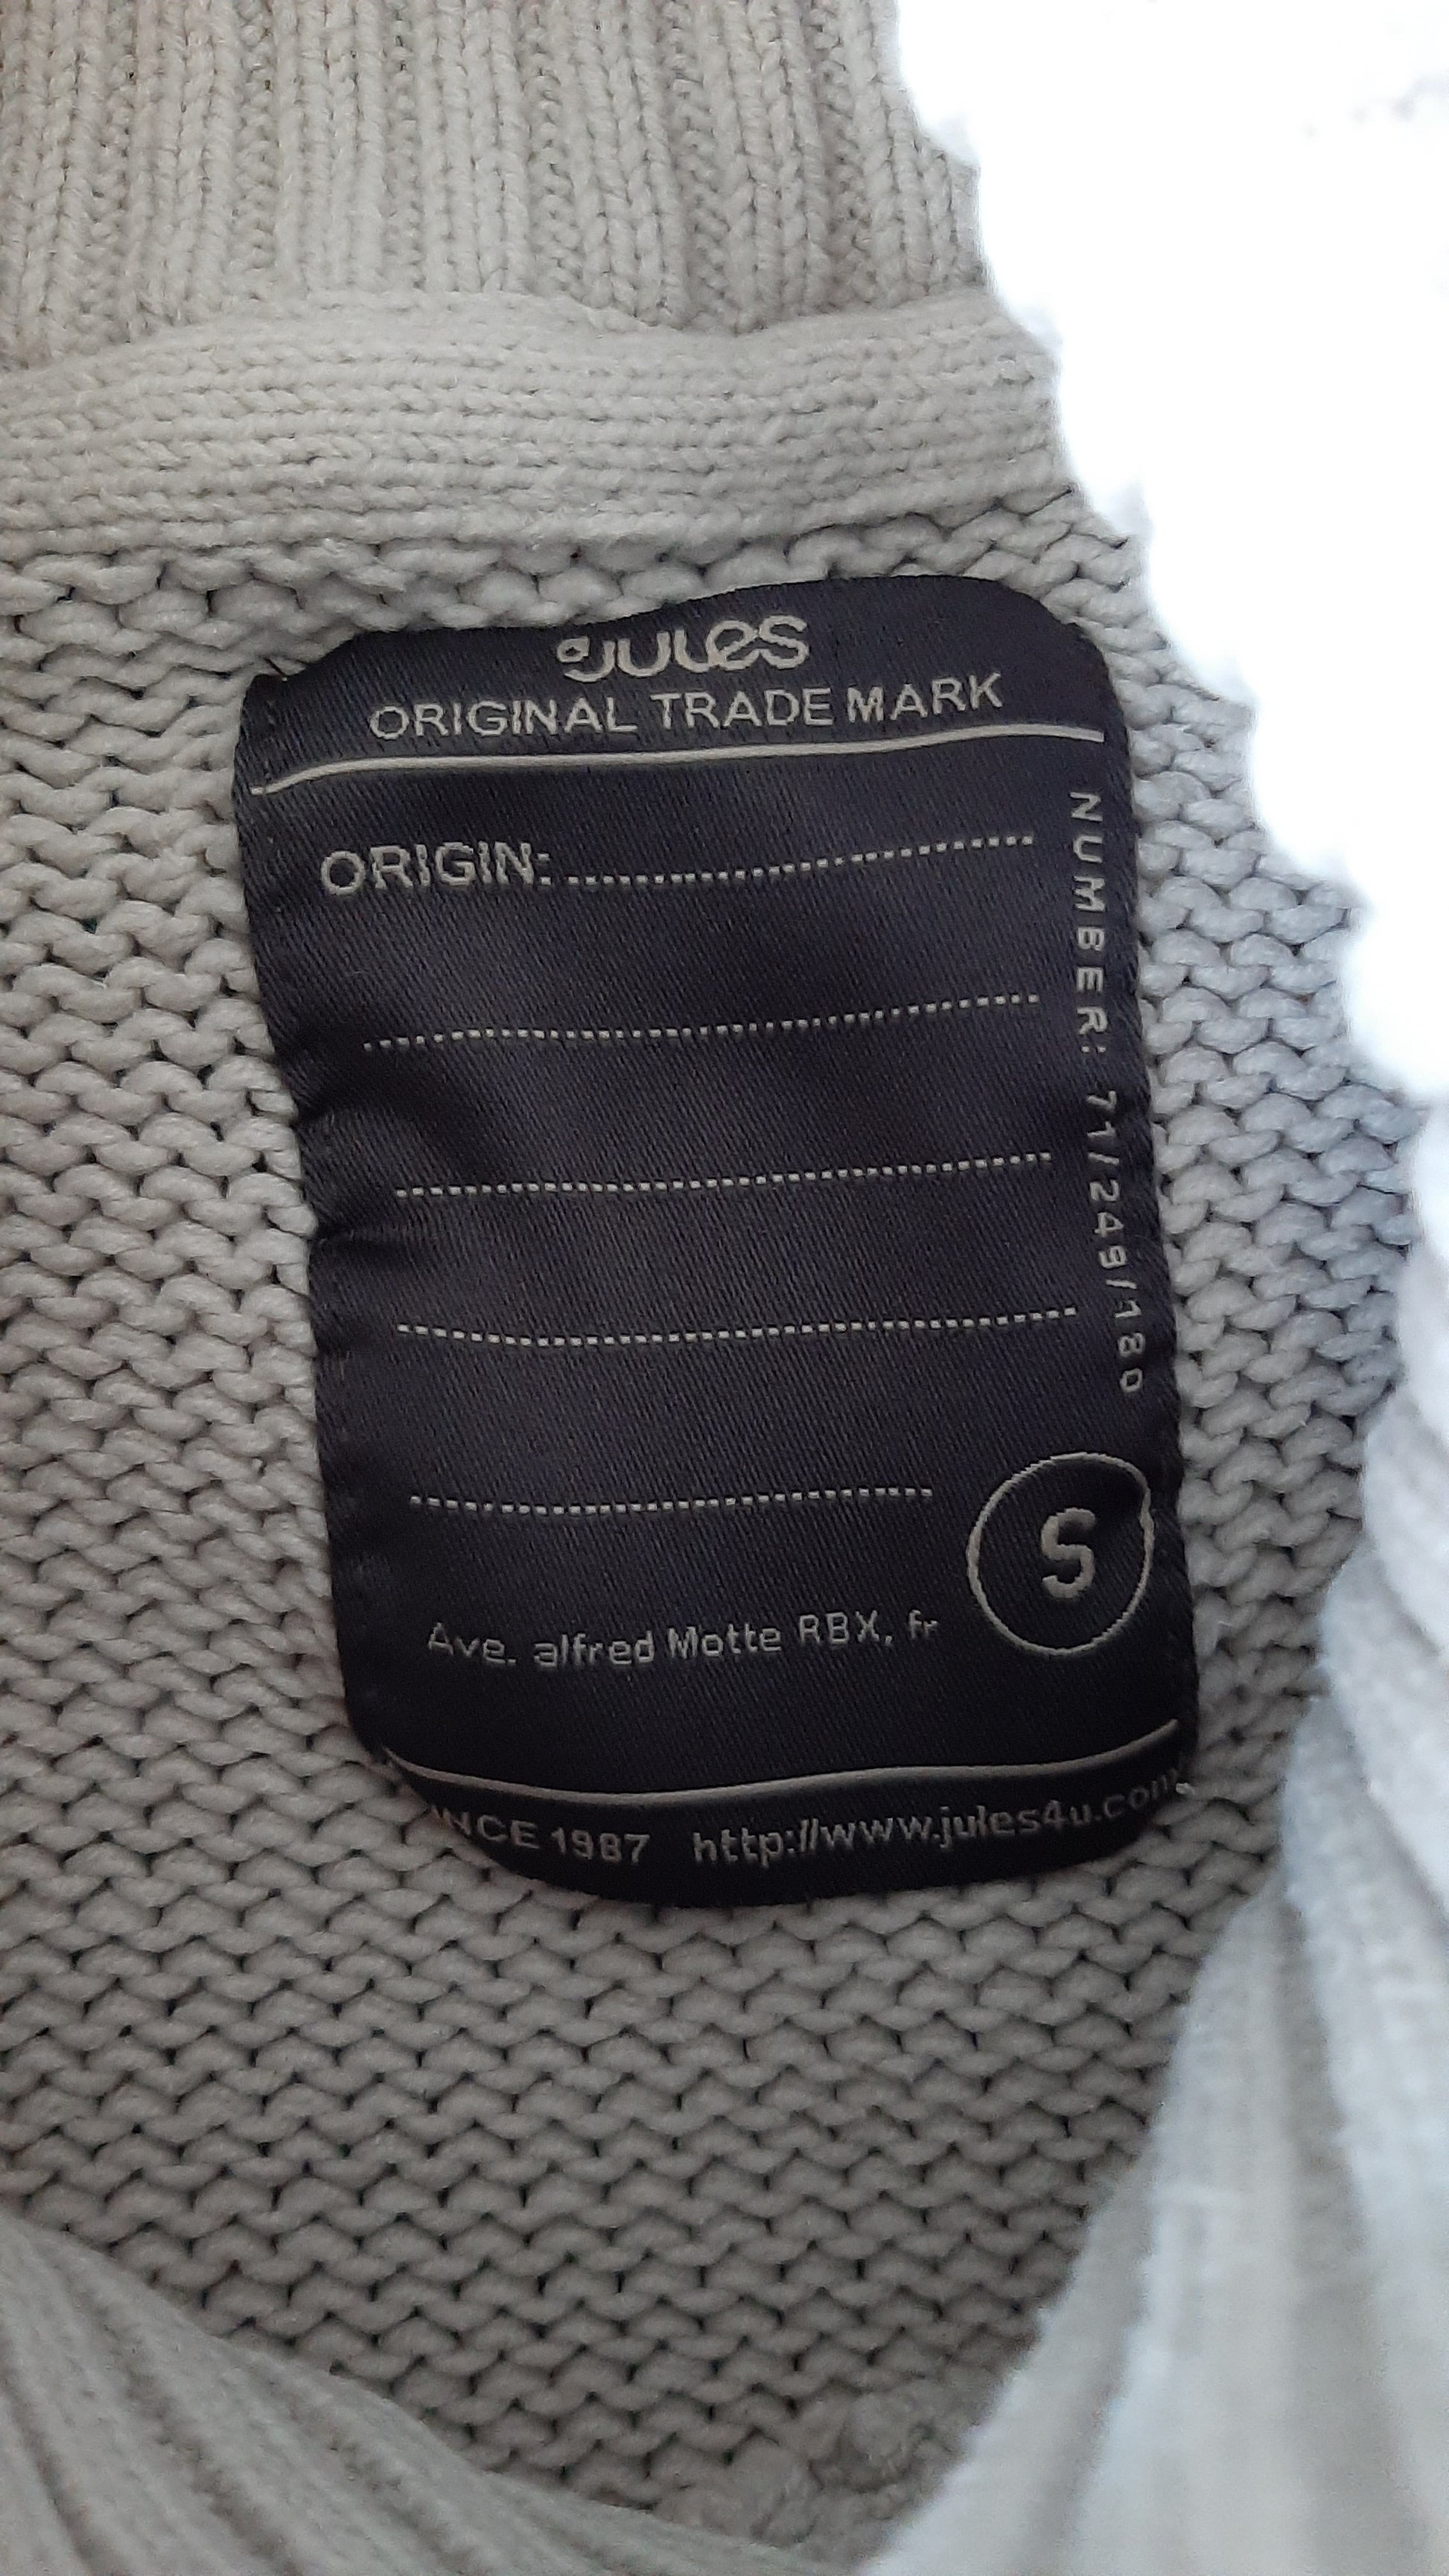 JULES
ORIGINAL TRADE MARK
ORIGIN:
NUMBER: 71/249/180
S
Ave. alfred Motte RBX, fr
INCE 1987 http://www.jules4u.com